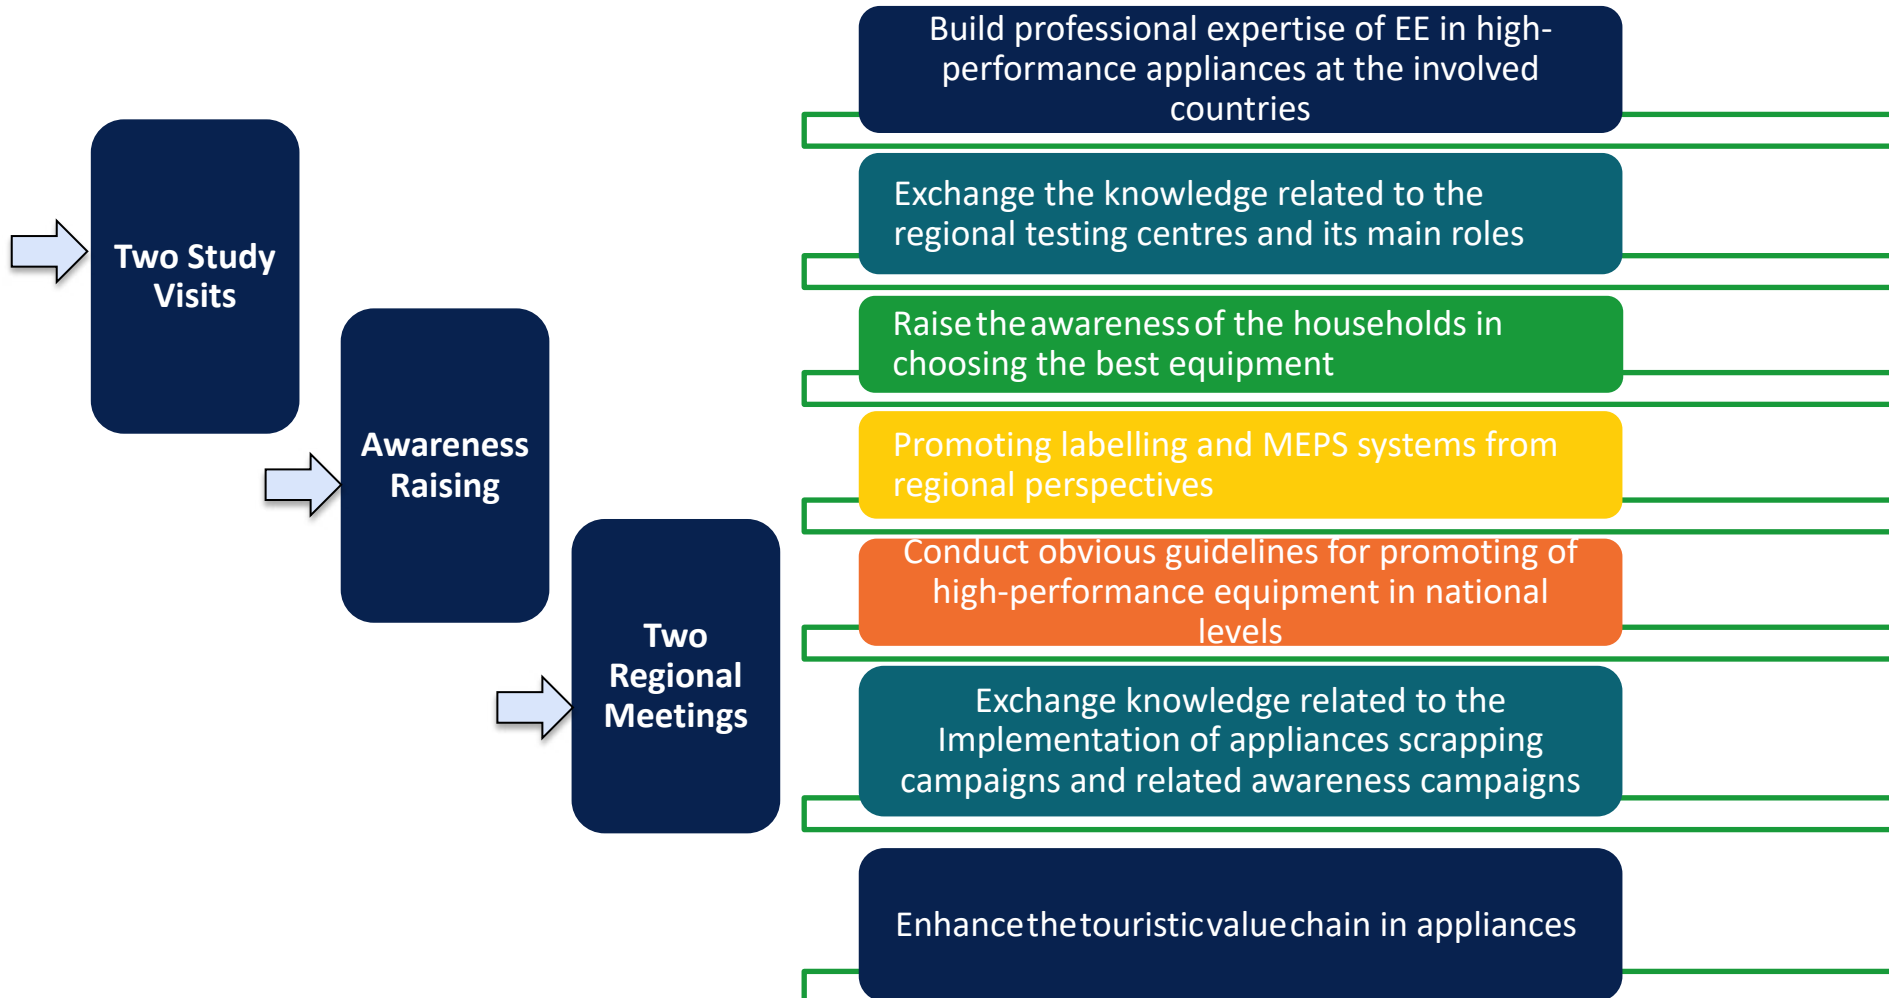 Two Study
Visits
Awareness
Raising
Two
Regional
Meetings
Build professional expertise of EE in high-
performance appliances at the involved
countries
Exchange the knowledge related to the
regional testing centres and its main roles
Raise the awareness of the households in
choosing the best equipment
Promoting labelling and MEPS systems from
regional perspectives
Conduct obvious guidelines for promoting of
high-performance equipment in national
levels
Exchange knowledge related to the
Implementation of appliances scrapping
campaigns and related awareness campaigns
Enhance the touristic value chain in appliances